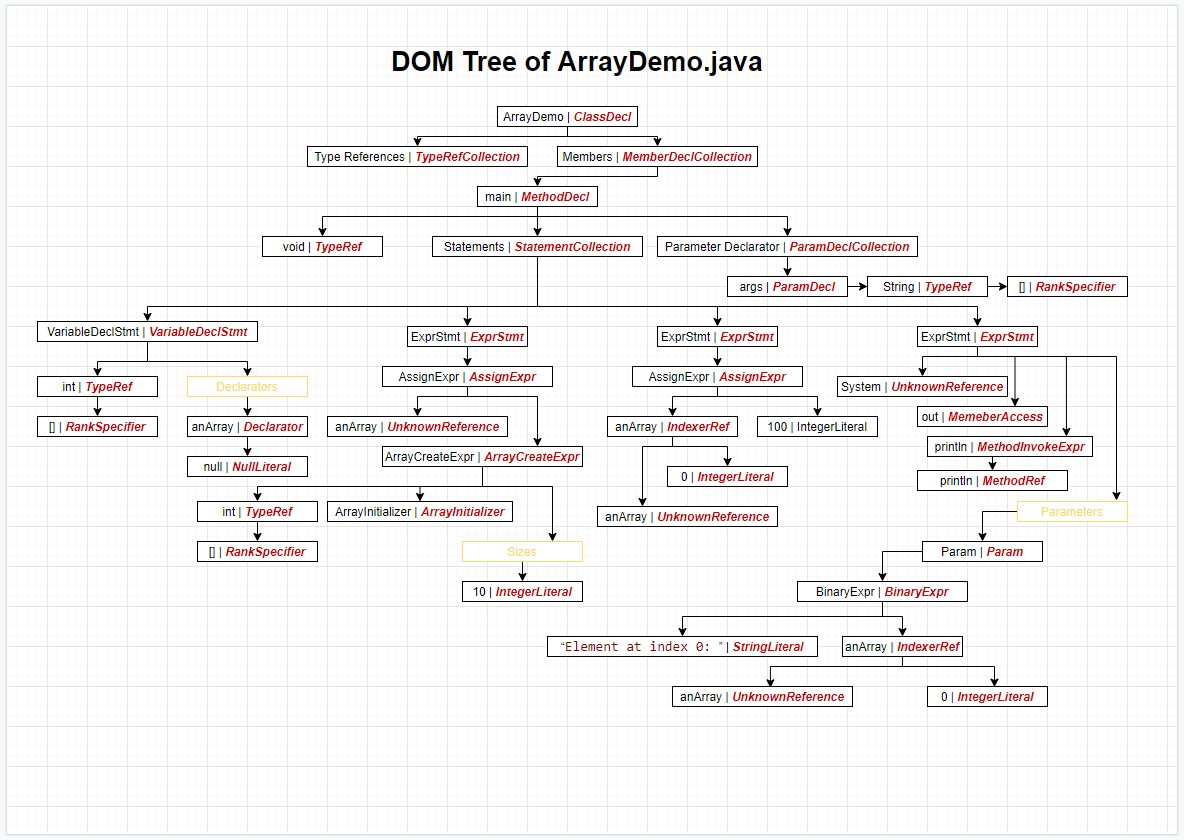 DOM Tree of ArrayDemo.java
ArrayDemo | ClassDecl
Type References | TypeRefCollection
Members | MemberDeclCollection
main | MethodDecl
void | TypeRef
Statements | StatementCollection
Parameter Declarator | ParamDeclCollection
args | ParamDecl
String | TypeRef
[] | RankSpecifier
VariableDeclStmt | VariableDeclStmt
ExprStmt | ExprStmt
ExprStmt | ExprStmt
ExprStmt | ExprStmt
int | TypeRef
Declarators
AssignExpr | AssignExpr
AssignExpr | AssignExpr
System | UnknownReference
[] | RankSpecifier
anArray | Declarator
anArray | UnknownReference
anArray | IndexerRef
100 | IntegerLiteral
out | MemeberAccess
null | NullLiteral
ArrayCreateExpr | ArrayCreateExpr
println | MethodInvokeExpr
0 | IntegerLiteral
println | MethodRef
int | TypeRef
ArrayInitializer | ArrayInitializer
anArray | UnknownReference
Parameters
[] | RankSpecifier
Sizes
Param | Param
10 | IntegerLiteral
BinaryExpr | BinaryExpr
“Element at index 0: ”| StringLiteral
anArray | IndexerRef
anArray | UnknownReference
0 | IntegerLiteral